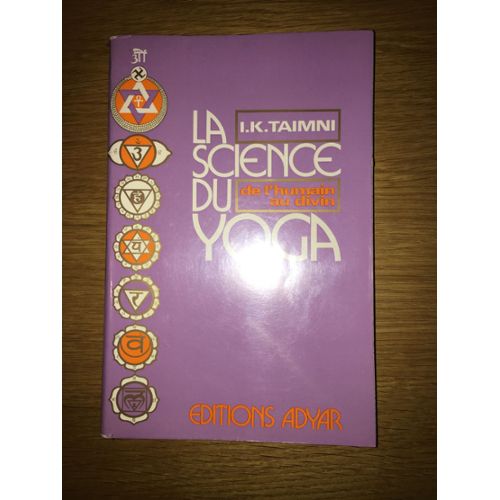 ॐ
LA
I.K.TAIMNI
SCIENCE
DU
de l'humain
au divin
YOGA
ॐ
हं
यं
रं
वं
लं
EDITIONS ADYAR